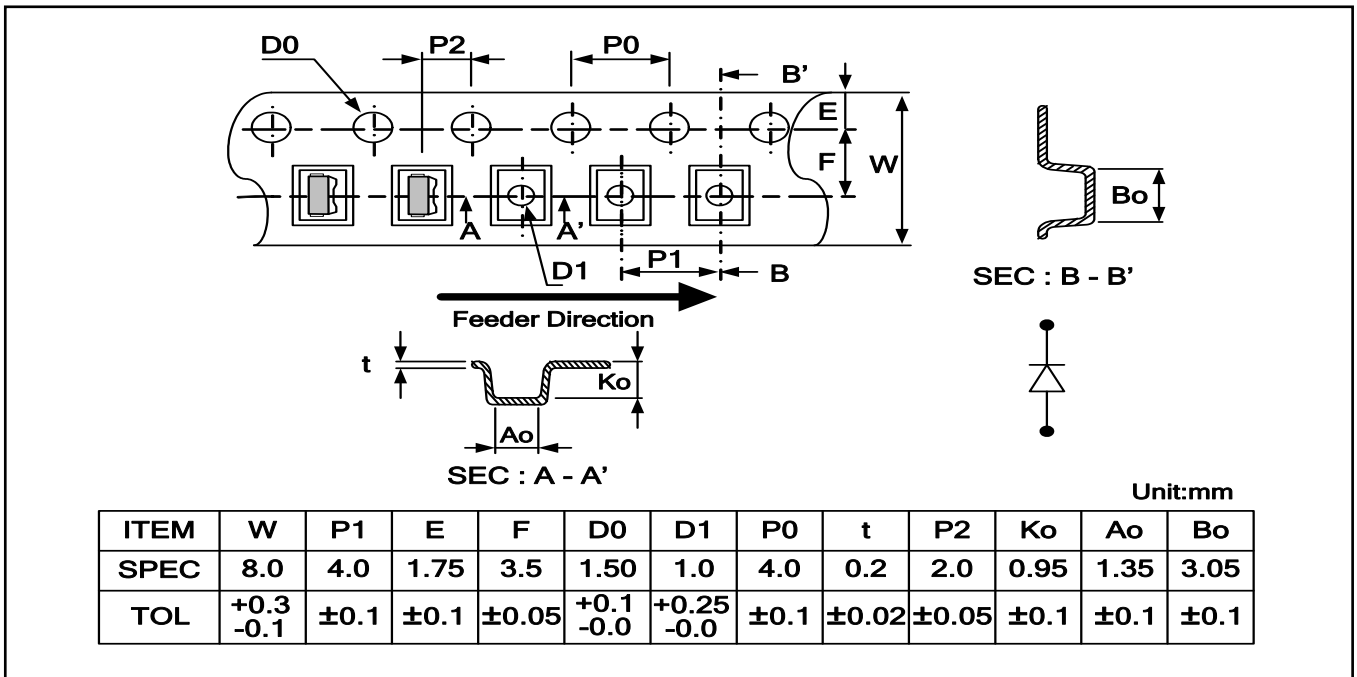 D0
P2
P0
B’
E
F
W
A
A’
D1
P1
B
Bo
SEC : B - B’
Feeder Direction
t
Ko
Ao
SEC : A - A’
Unit:mm
ITEM W P1 E F D0 D1 P0 t P2 Ko Ao Bo
SPEC 8.0 4.0 1.75 3.5 1.50 1.0 4.0 0.2 2.0 0.95 1.35 3.05
TOL +0.3 -0.1 ±0.1 ±0.1 ±0.05 +0.1 -0.0 +0.25 -0.0 ±0.1 ±0.02 ±0.05 ±0.1 ±0.1 ±0.1